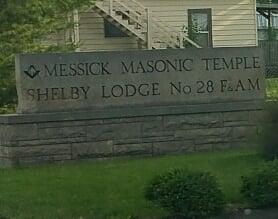 MESSICK MASONIC TEMPLE
SHELBY LODGE NO 28 F&AM